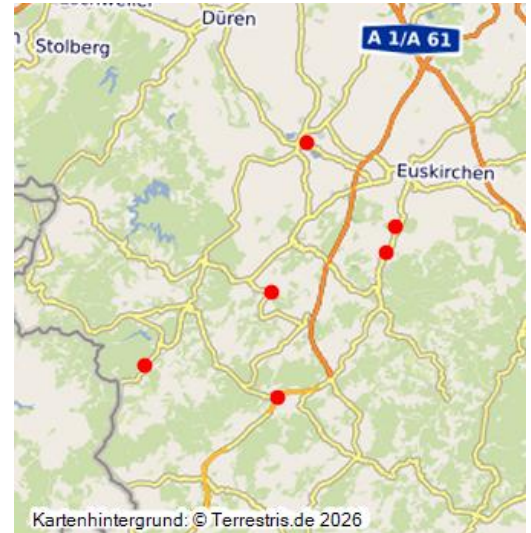 Düren
Stolberg
A 1/A 61
Euskirchen
Kartenhintergrund: © Terrestris.de 2026